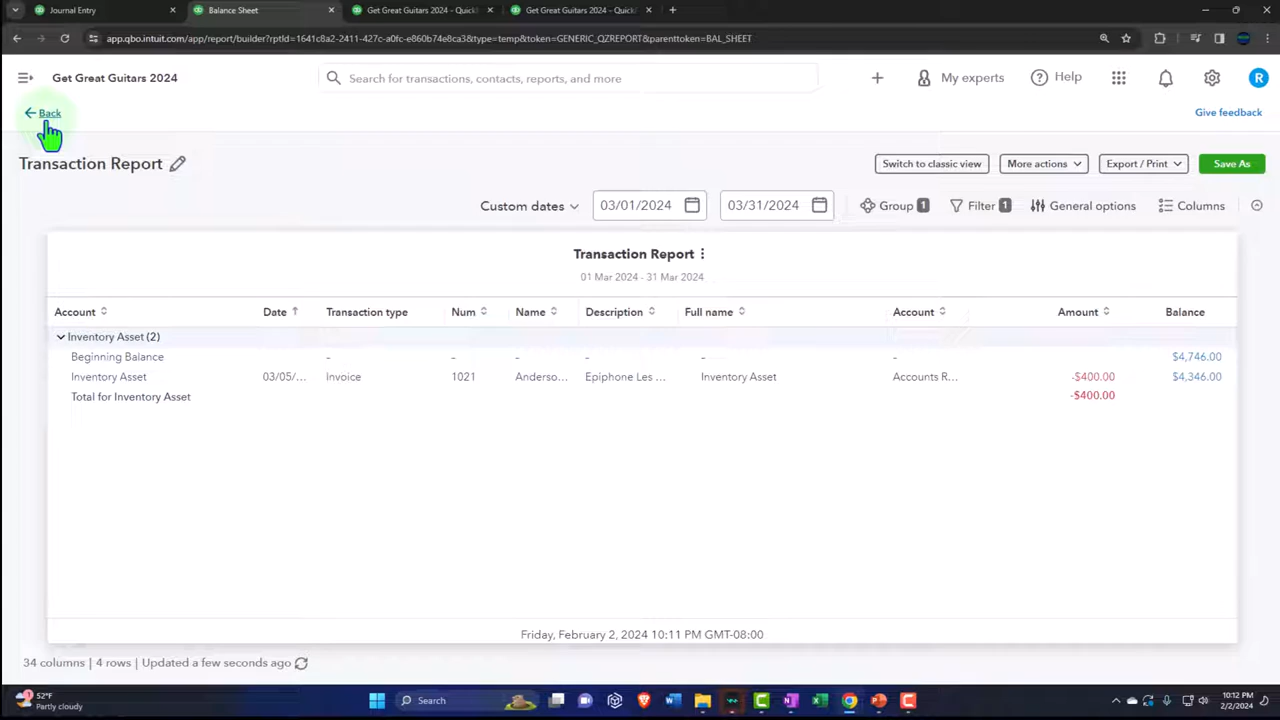 Journal Entry
Balance Sheet
Get Great Guitars 2024 - Quick
Get Great Guitars 2024 - Quick
app.qbo.intuit.com/app/report/builder?rptId=1641c8a2-2411-427c-a0fc-e860b74e8ca3&type=temp&token=GENERIC_QZREPORT&parenttoken=BAL_SHEET
Get Great Guitars 2024
Search for transactions, contacts, reports, and more
My experts
Help
R
Back
Give feedback
Transaction Report
Switch to classic view
More actions
Export / Print
Save As
Custom dates
03/01/2024
03/31/2024
Group 1
Filter 1
General options
Columns
Transaction Report
01 Mar 2024 - 31 Mar 2024
Account Date Transaction type Num Name Description Full name Account Amount Balance
Inventory Asset (2)
Beginning Balance - - - - - - - $4,746.00
Inventory Asset 03/05/... Invoice 1021 Anderso... Epiphone Les ... Inventory Asset Accounts R... -$400.00 $4,346.00
Total for Inventory Asset -$400.00
Friday, February 2, 2024 10:11 PM GMT-08:00
34 columns | 4 rows | Updated a few seconds ago
52°F
Partly cloudy
Search
10:12 PM
2/2/2024